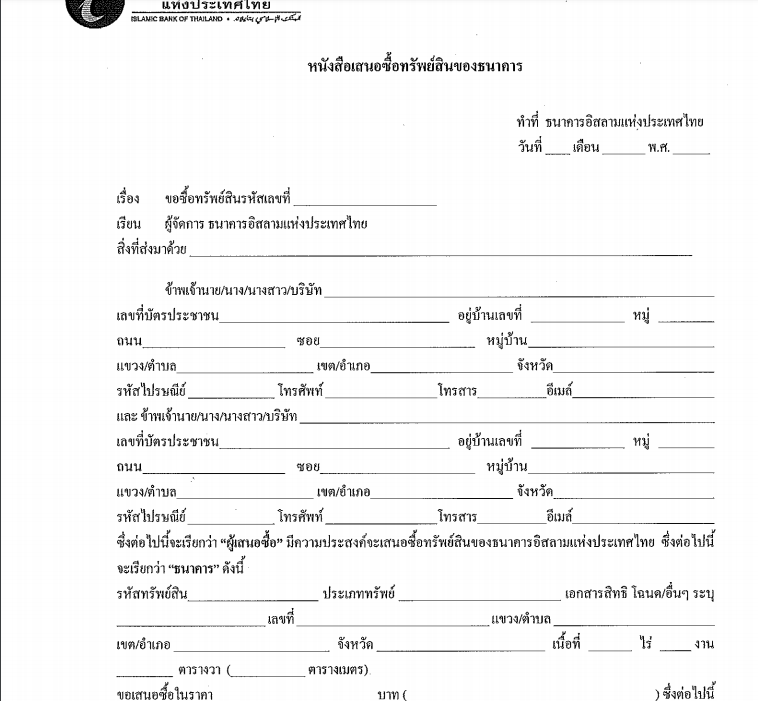 แห่งประเทศไทย
ISLAMIC BANK OF THAILAND •
หนังสือเสนอซื้อทรัพย์สินของธนาคาร
ทำที่ ธนาคารอิสลามแห่งประเทศไทย
วันที่ ____ เดือน ______ พ.ศ. ______
เรื่อง ขอซื้อทรัพย์สินรหัสเลขที่ ____________________
เรียน ผู้จัดการ ธนาคารอิสลามแห่งประเทศไทย
สิ่งที่ส่งมาด้วย ____________________
ข้าพเจ้านาย/นาง/นางสาว/บริษัท ____________________
เลขที่บัตรประชาชน ____________________ อยู่บ้านเลขที่ __________ หมู่ ______
ถนน ____________________ ซอย ____________________ หมู่บ้าน ____________________
แขวง/ตำบล ____________________ เขต/อำเภอ ____________________ จังหวัด ____________________
รหัสไปรษณีย์ __________ โทรศัพท์ __________ โทรสาร __________ อีเมล์ ____________________
และ ข้าพเจ้านาย/นาง/นางสาว/บริษัท ____________________
เลขที่บัตรประชาชน ____________________ อยู่บ้านเลขที่ __________ หมู่ ______
ถนน ____________________ ซอย ____________________ หมู่บ้าน ____________________
แขวง/ตำบล ____________________ เขต/อำเภอ ____________________ จังหวัด ____________________
รหัสไปรษณีย์ __________ โทรศัพท์ __________ โทรสาร __________ อีเมล์ ____________________
ซึ่งต่อไปนี้จะเรียกว่า “ผู้เสนอซื้อ” มีความประสงค์จะเสนอซื้อทรัพย์สินของธนาคารอิสลามแห่งประเทศไทย ซึ่งต่อไปนี้
จะเรียกว่า “ธนาคาร” ดังนี้
รหัสทรัพย์สิน ____________________ ประเภททรัพย์ ____________________ เอกสารสิทธิ โฉนด/อื่นๆ ระบุ
____________________ เลขที่ ____________________ แขวง/ตำบล ____________________
เขต/อำเภอ ____________________ จังหวัด ____________________ เนื้อที่ ______ ไร่ ____ งาน
________ ตารางวา (__________ ตารางเมตร)
ขอเสนอซื้อในราคา ____________________ บาท ( ____________________ ) ซึ่งต่อไปนี้